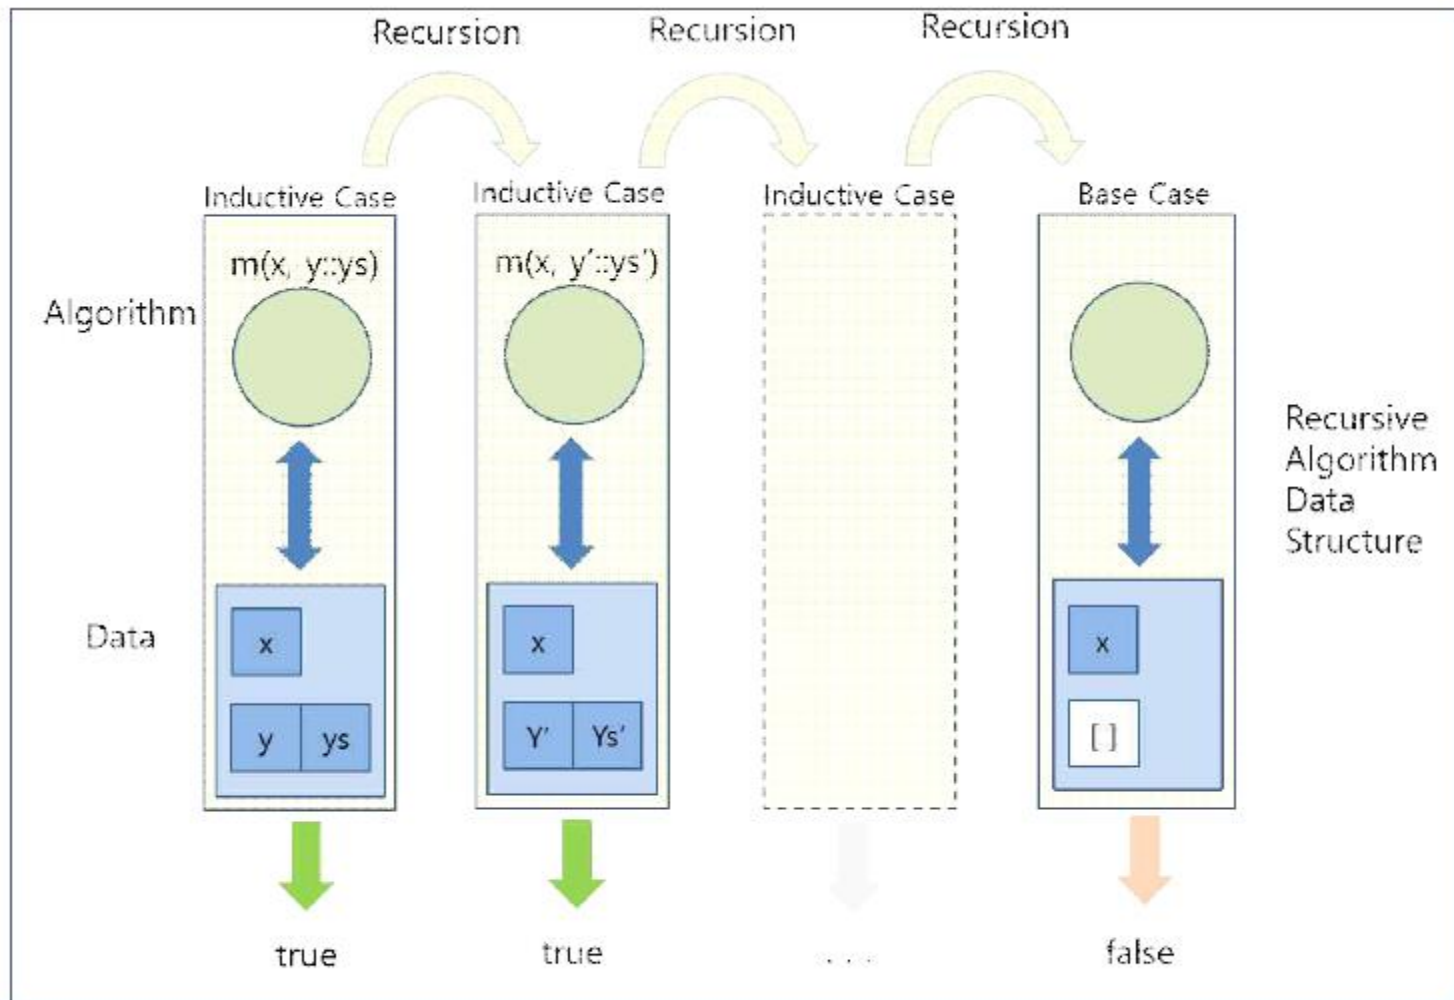 Recursion Recursion Recursion
Inductive Case Inductive Case Inductive Case Base Case
m(x, y::ys) m(x, y´::ys´)
Algorithm
Recursive
Algorithm
Data
Structure
Data
x x x
y ys Y´ Ys´ [ ]
true true . . . false